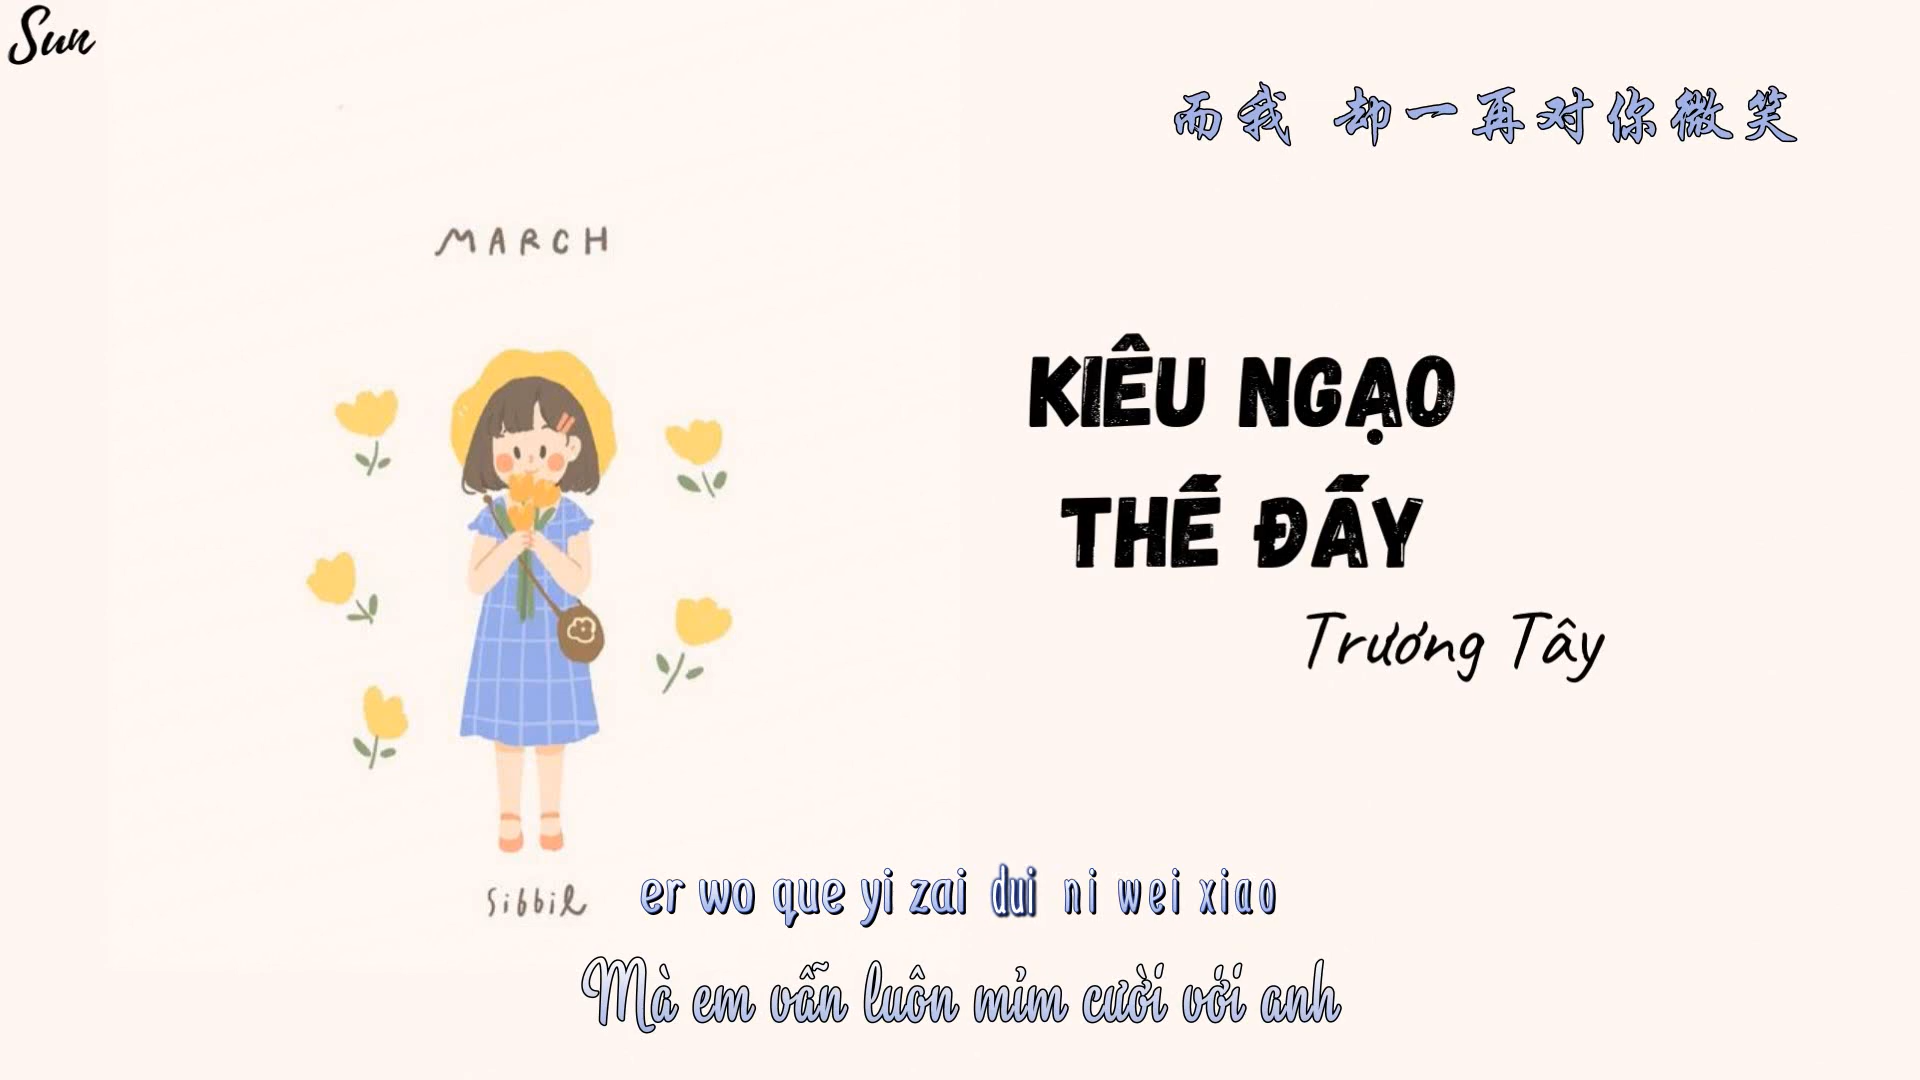 Sun
而我 却一再对你微笑
MARCH
KIÊU NGẠO
THẾ ĐẤY
Trương Tây
sibbil
er wo que yi zai dui ni wei xiao
Mà em vẫn luôn mỉm cười với anh